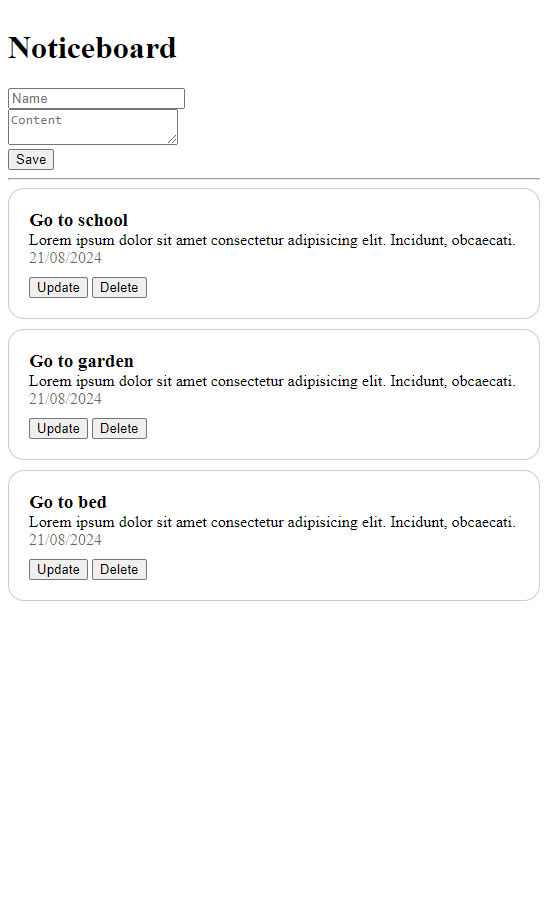 Noticeboard
Name
Content
Save
Go to school
Lorem ipsum dolor sit amet consectetur adipisicing elit. Incidunt, obcaecati.
21/08/2024
Update Delete
Go to garden
Lorem ipsum dolor sit amet consectetur adipisicing elit. Incidunt, obcaecati.
21/08/2024
Update Delete
Go to bed
Lorem ipsum dolor sit amet consectetur adipisicing elit. Incidunt, obcaecati.
21/08/2024
Update Delete